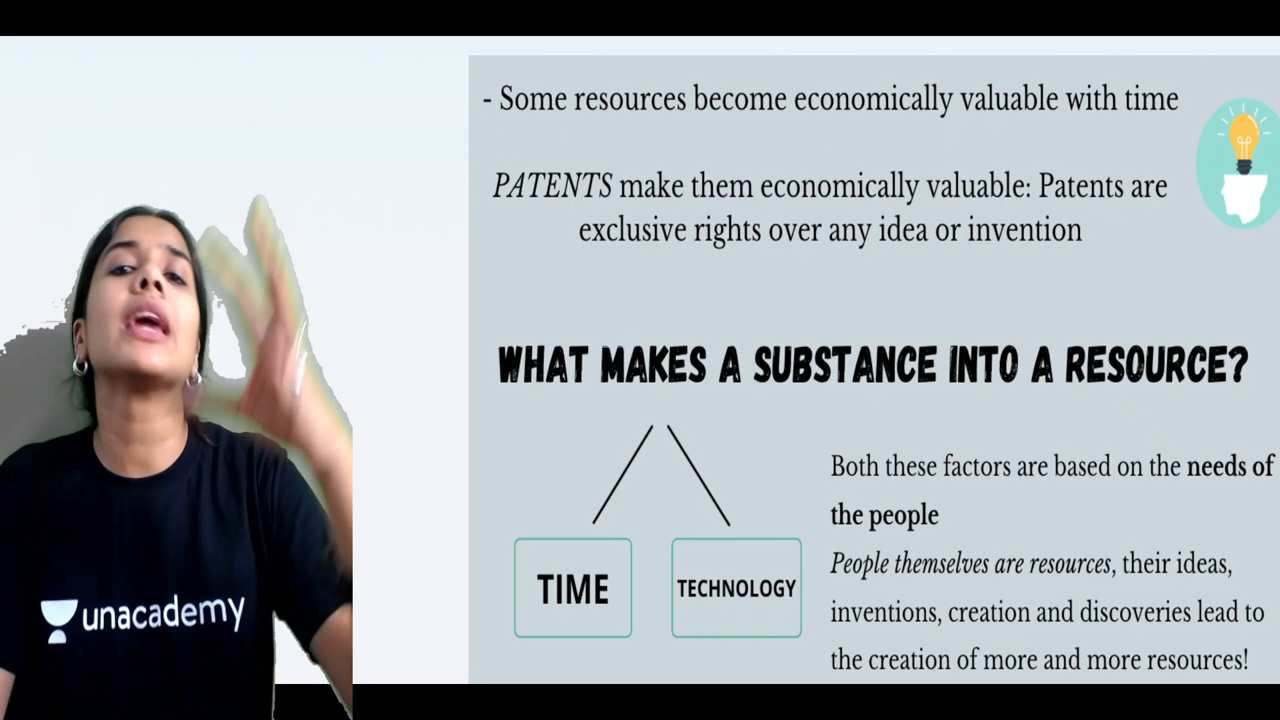 - Some resources become economically valuable with time
PATENTS make them economically valuable: Patents are
exclusive rights over any idea or invention
WHAT MAKES A SUBSTANCE INTO A RESOURCE?
Both these factors are based on the needs of
the people
TIME
TECHNOLOGY
People themselves are resources, their ideas,
inventions, creation and discoveries lead to
the creation of more and more resources!
unacademy